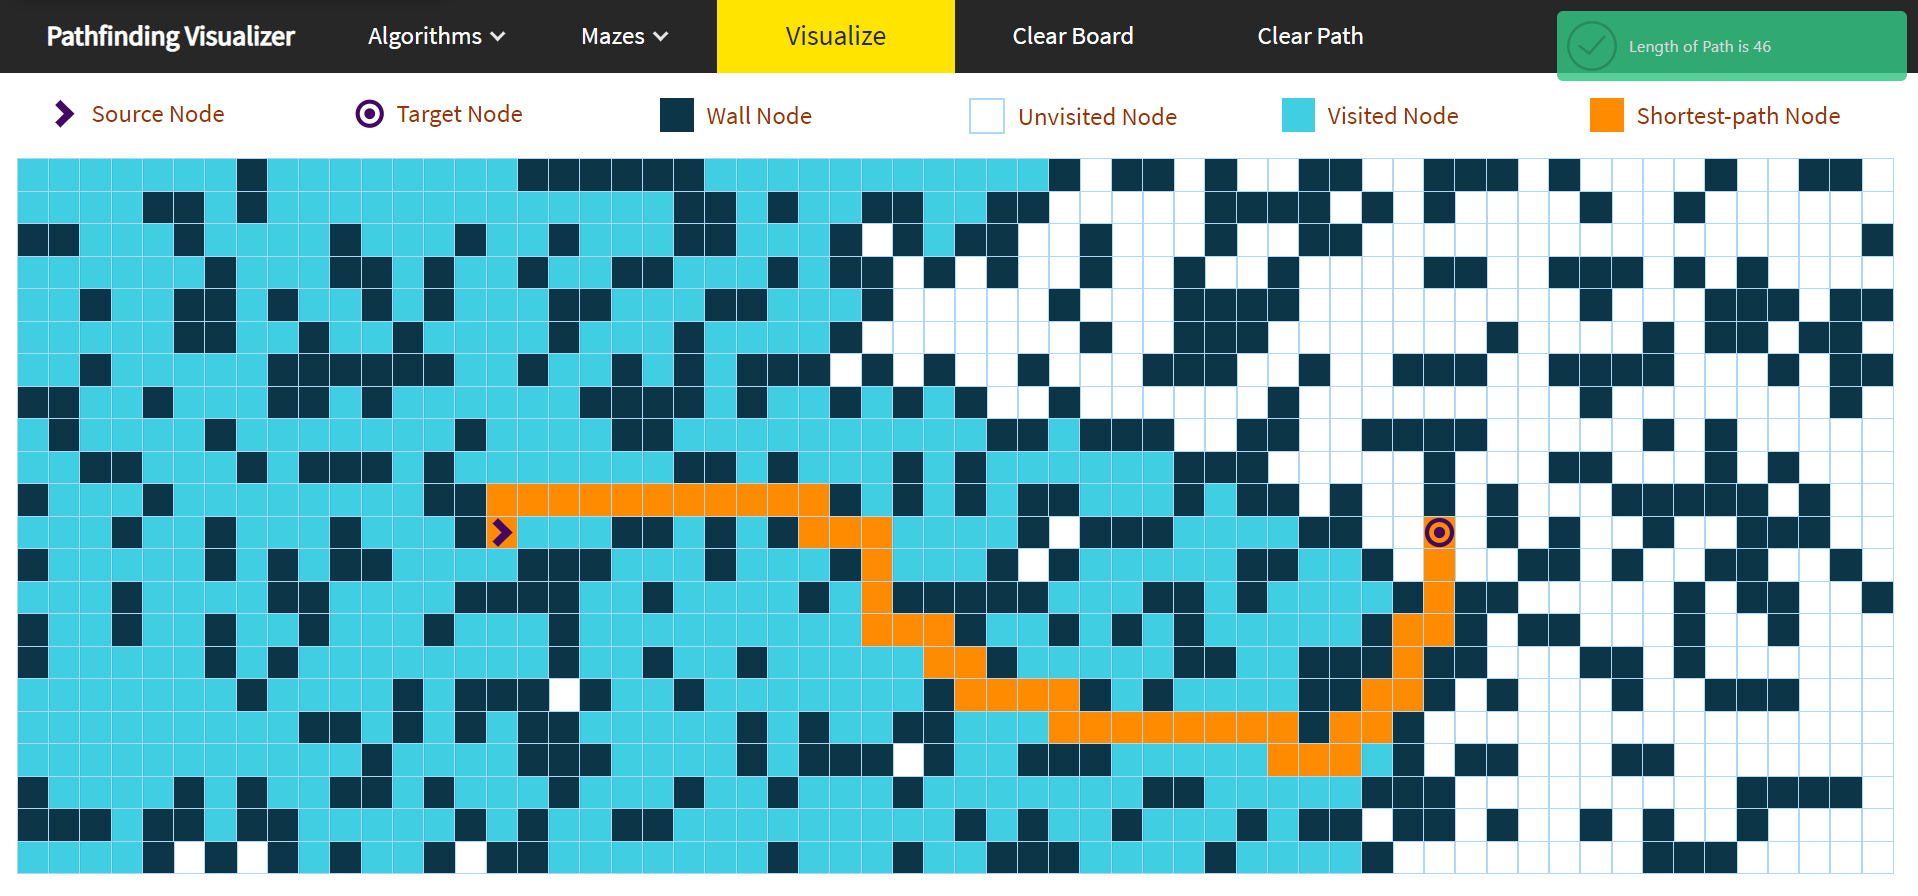 Pathfinding Visualizer
Algorithms
Mazes
Visualize
Clear Board
Clear Path
Length of Path is 46
Source Node
Target Node
Wall Node
Unvisited Node
Visited Node
Shortest-path Node